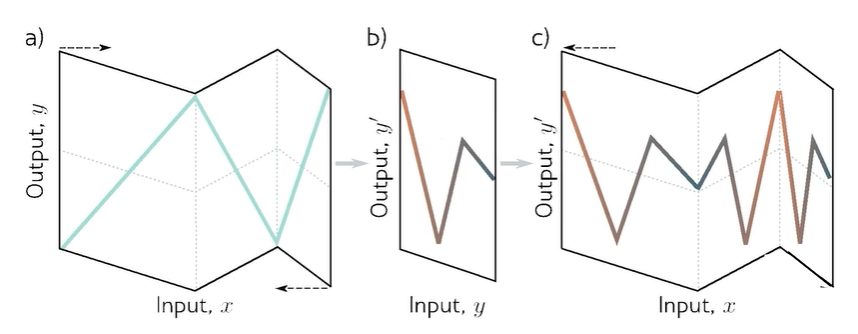 a)
Output, y
Input, x
b)
Output, y′
Input, y
c)
Output, y′
Input, x